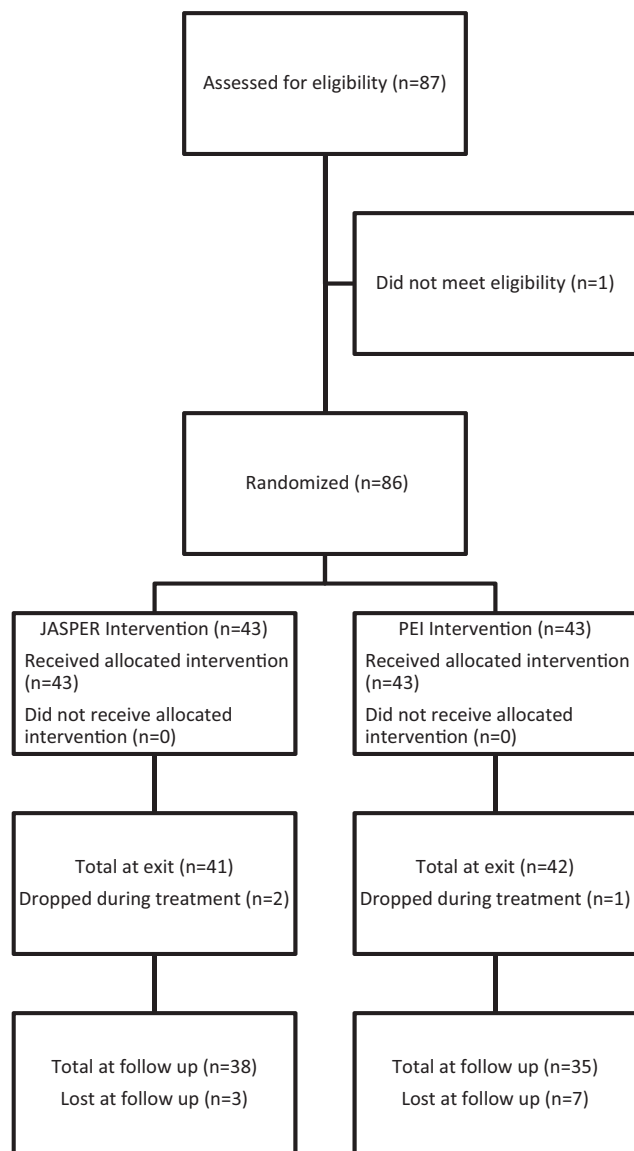 Assessed for eligibility (n=87)
Did not meet eligibility (n=1)
Randomized (n=86)
JASPER Intervention (n=43)
Received allocated intervention
(n=43)
Did not receive allocated
intervention (n=0)
PEI Intervention (n=43)
Received allocated intervention
(n=43)
Did not receive allocated
intervention (n=0)
Total at exit (n=41)
Dropped during treatment (n=2)
Total at exit (n=42)
Dropped during treatment (n=1)
Total at follow up (n=38)
Lost at follow up (n=3)
Total at follow up (n=35)
Lost at follow up (n=7)